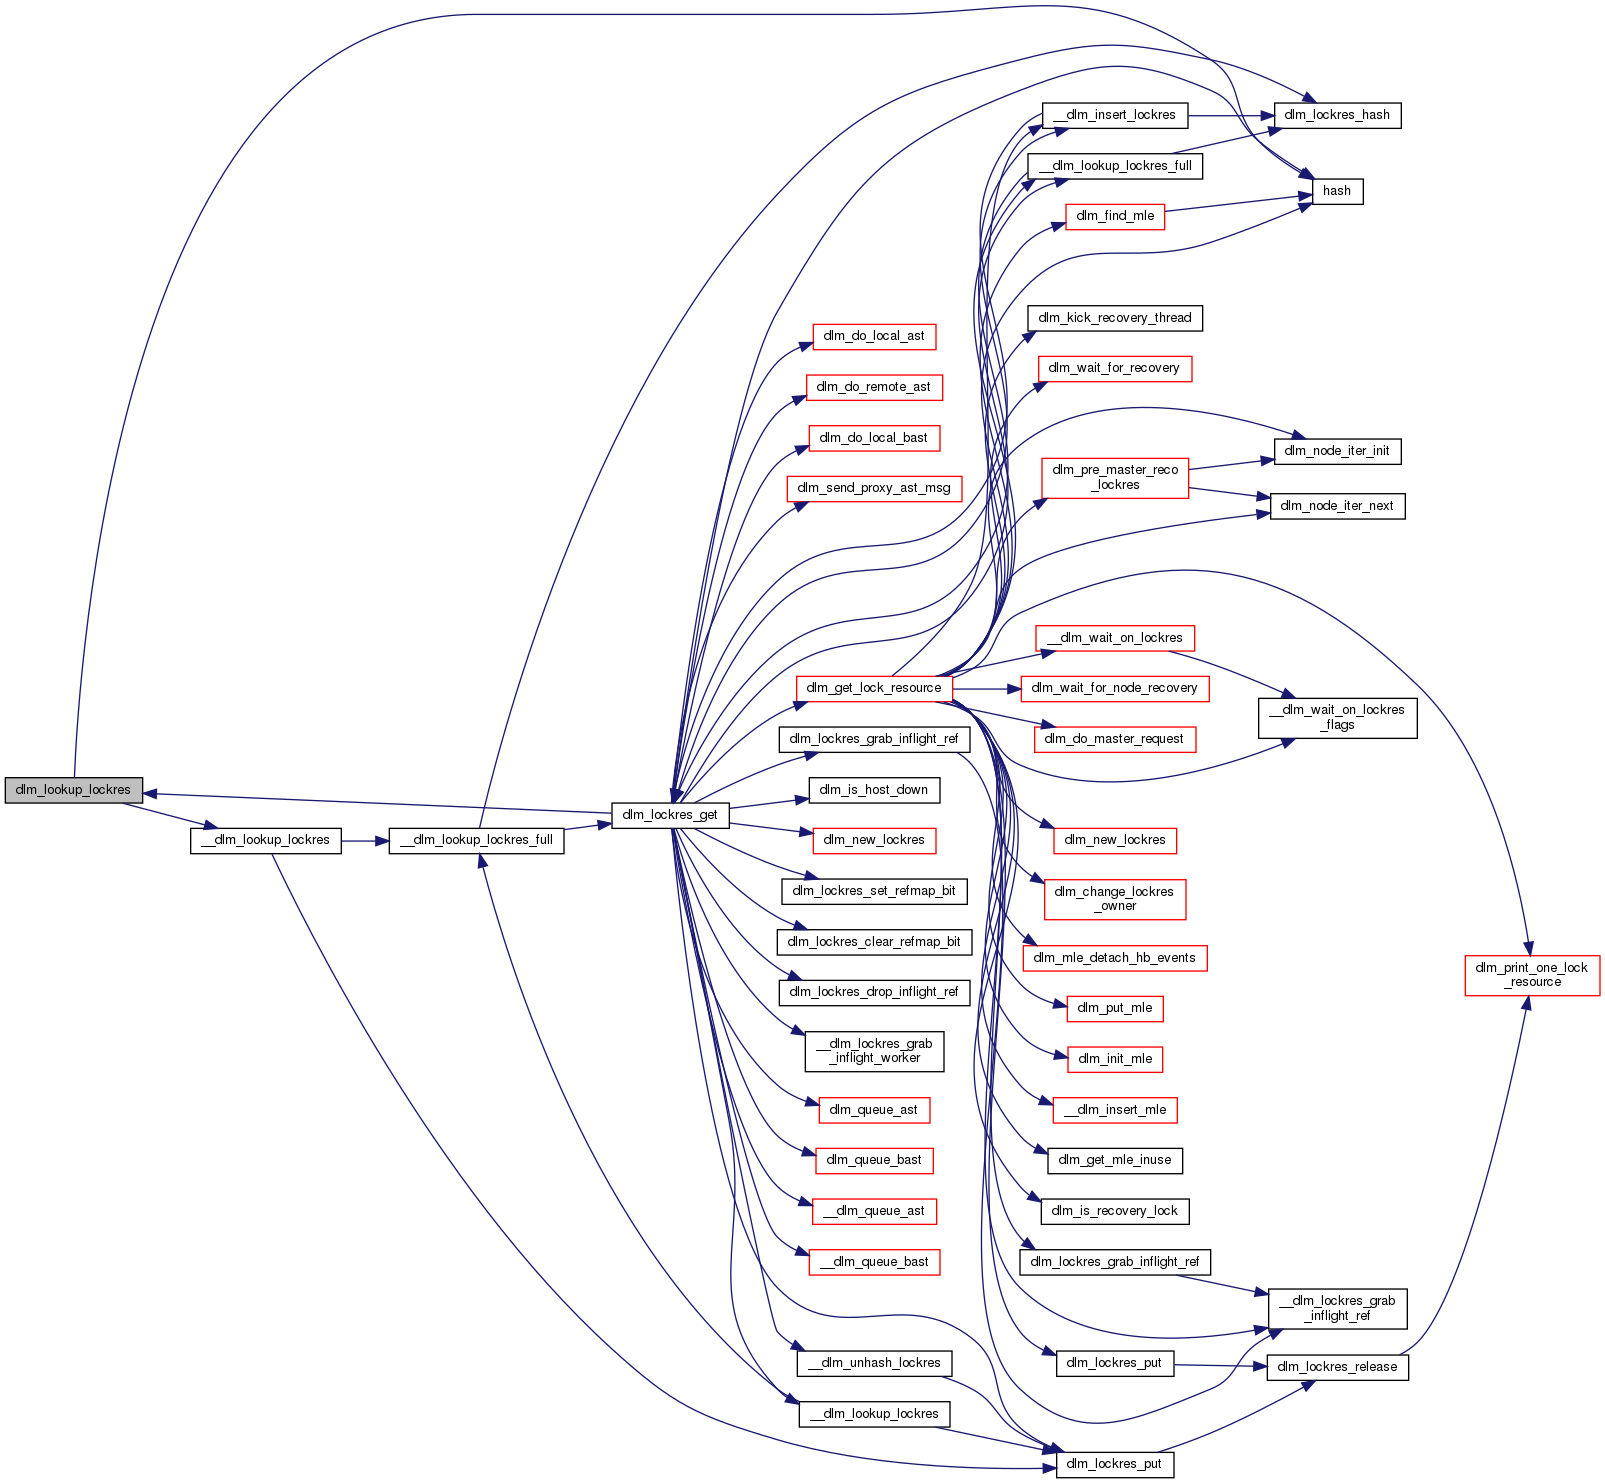 dlm_lookup_lockres
__dlm_lookup_lockres
__dlm_lookup_lockres_full
dlm_lockres_get
dlm_do_local_ast
dlm_do_remote_ast
dlm_do_local_bast
dlm_send_proxy_ast_msg
dlm_get_lock_resource
dlm_lockres_grab_inflight_ref
dlm_is_host_down
dlm_new_lockres
dlm_lockres_set_refmap_bit
dlm_lockres_clear_refmap_bit
dlm_lockres_drop_inflight_ref
__dlm_lockres_grab
_inflight_worker
dlm_queue_ast
dlm_queue_bast
__dlm_queue_ast
__dlm_queue_bast
__dlm_unhash_lockres
__dlm_lookup_lockres
__dlm_insert_lockres
__dlm_lookup_lockres_full
dlm_find_mle
dlm_kick_recovery_thread
dlm_wait_for_recovery
dlm_pre_master_reco
_lockres
__dlm_wait_on_lockres
dlm_wait_for_node_recovery
dlm_do_master_request
dlm_new_lockres
dlm_change_lockres
_owner
dlm_mle_detach_hb_events
dlm_put_mle
dlm_init_mle
__dlm_insert_mle
dlm_get_mle_inuse
dlm_is_recovery_lock
dlm_lockres_grab_inflight_ref
dlm_lockres_put
dlm_lockres_put
dlm_lockres_hash
hash
dlm_node_iter_init
dlm_node_iter_next
__dlm_wait_on_lockres
_flags
__dlm_lockres_grab
_inflight_ref
dlm_lockres_release
dlm_print_one_lock
_resource